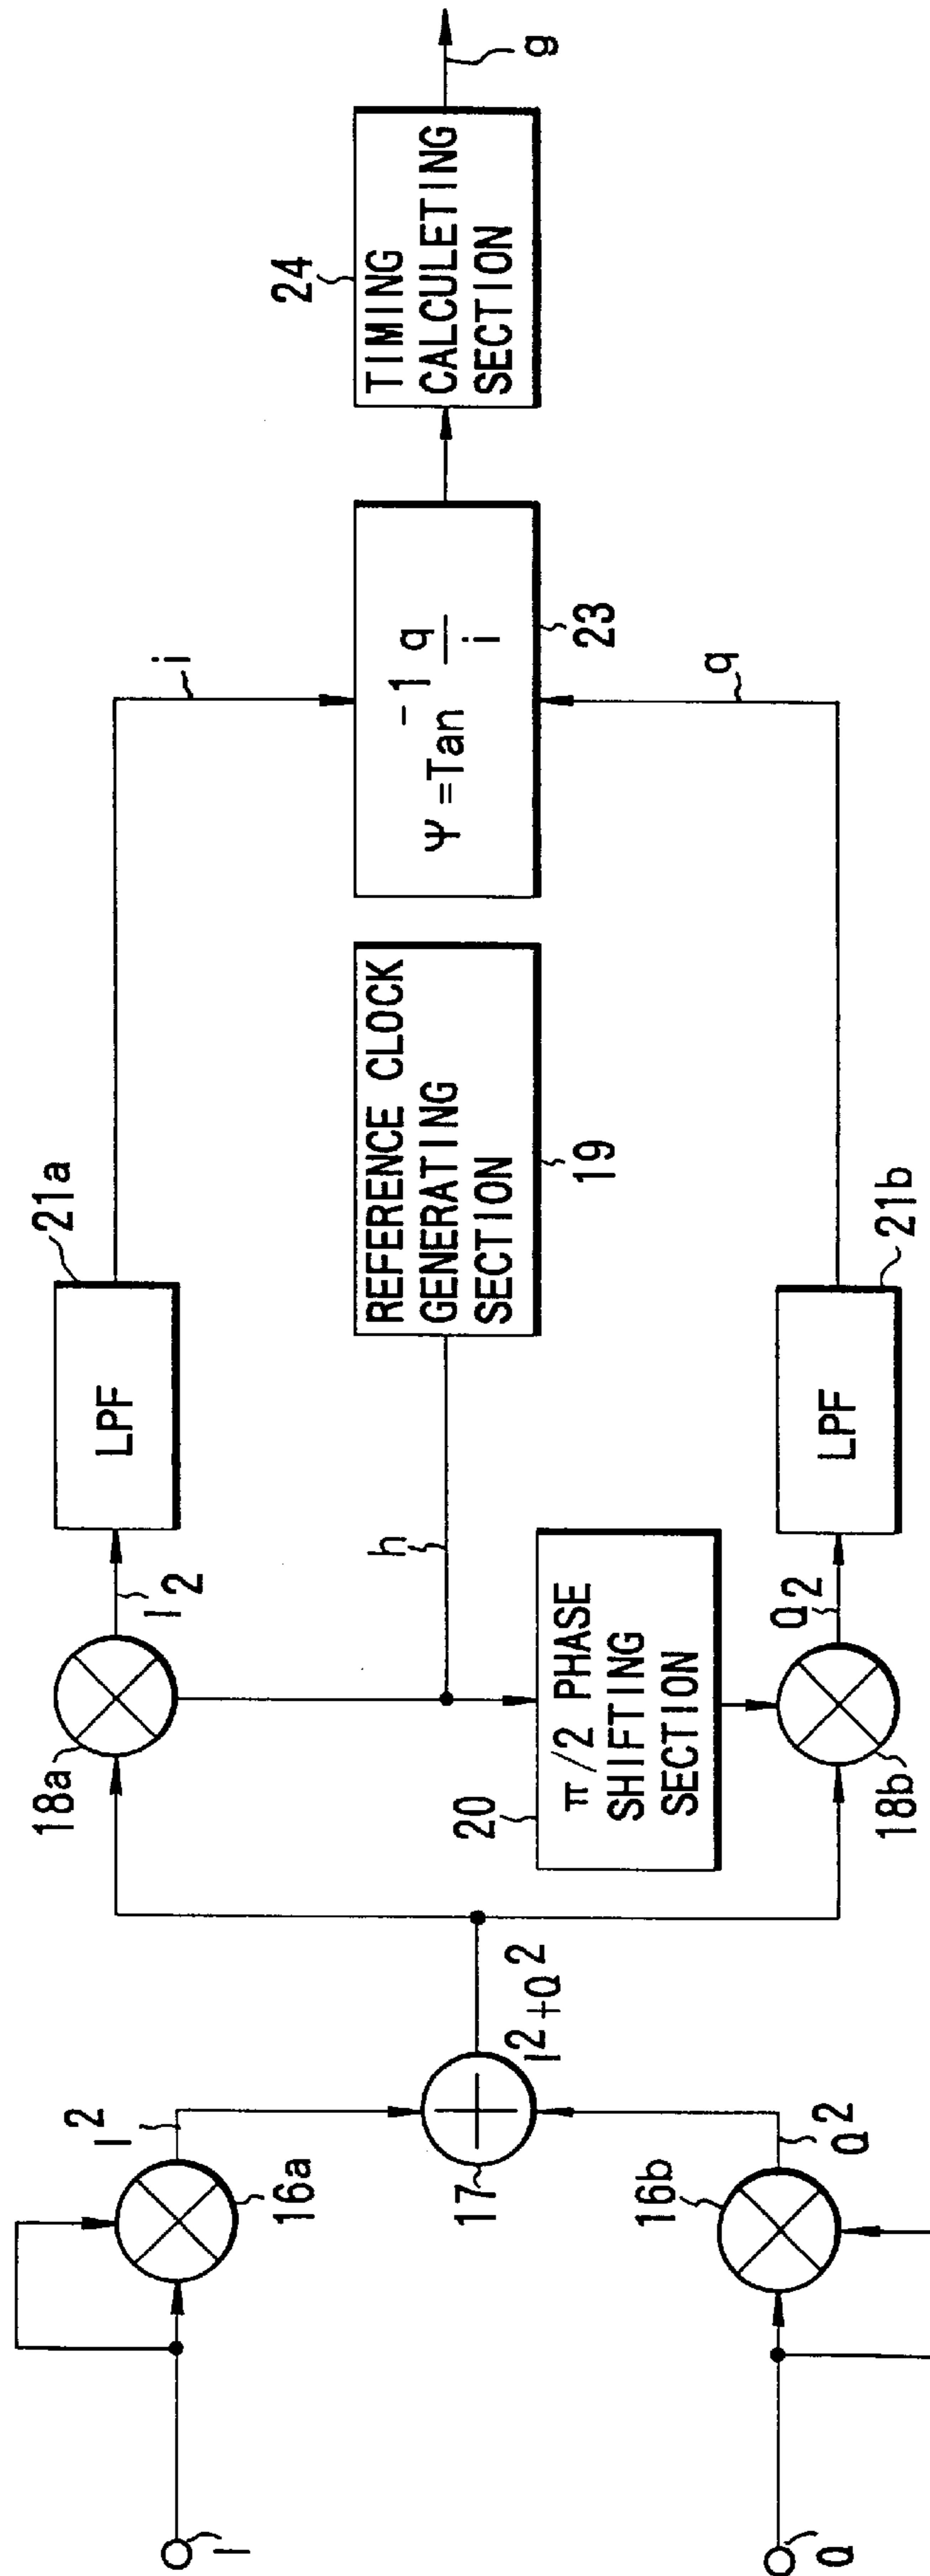 I
Q
I²
16a
16b
Q²
17
I²+Q²
18a
I₂
20
π/2 PHASE
SHIFTING
SECTION
18b
Q₂
h
LPF
21a
LPF
21b
REFERENCE CLOCK
GENERATING
SECTION
19
i
Ψ=Tan⁻¹ q/i
23
q
24
TIMING
CALCULETING
SECTION
g